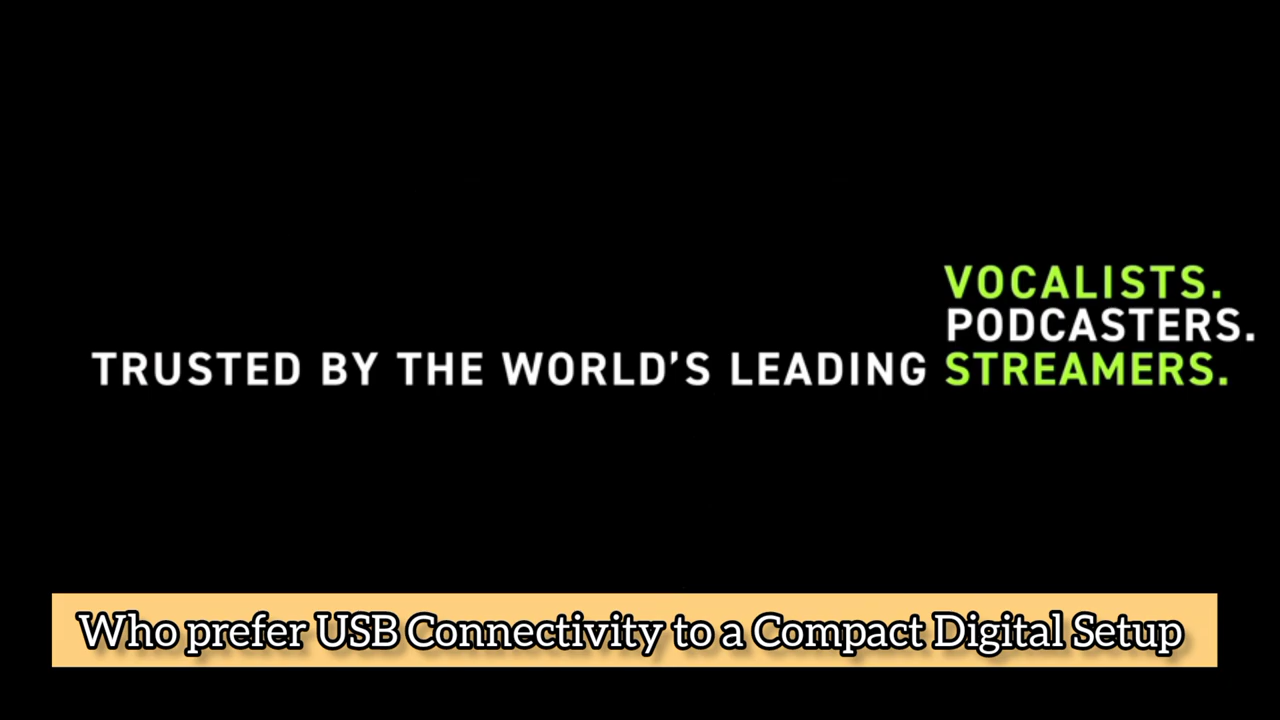 VOCALISTS.
PODCASTERS.
TRUSTED BY THE WORLD’S LEADING STREAMERS.
Who prefer USB Connectivity to a Compact Digital Setup